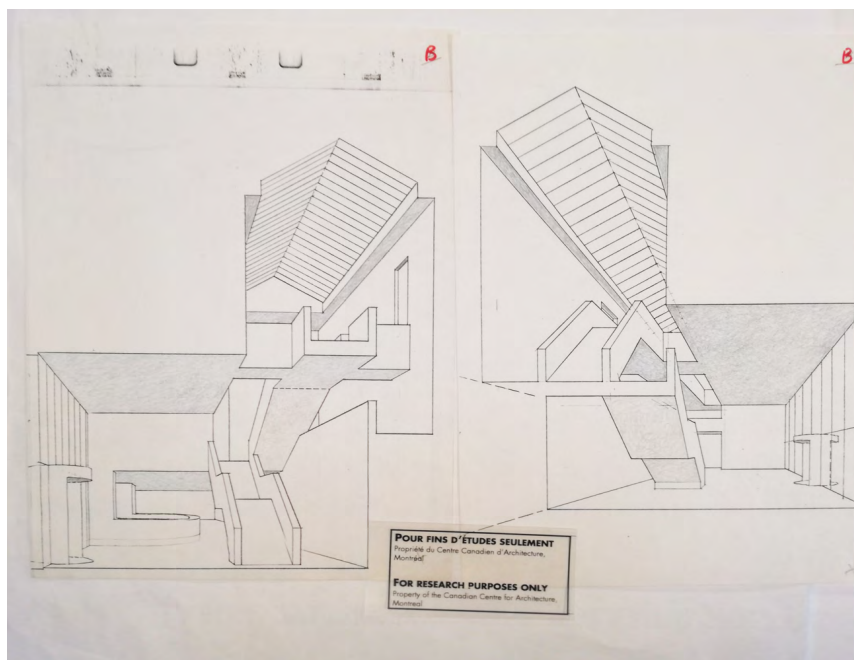 B
B
POUR FINS D'ÉTUDES SEULEMENT
Propriété du Centre Canadien d'Architecture,
Montréal
FOR RESEARCH PURPOSES ONLY
Property of the Canadian Centre for Architecture,
Montreal